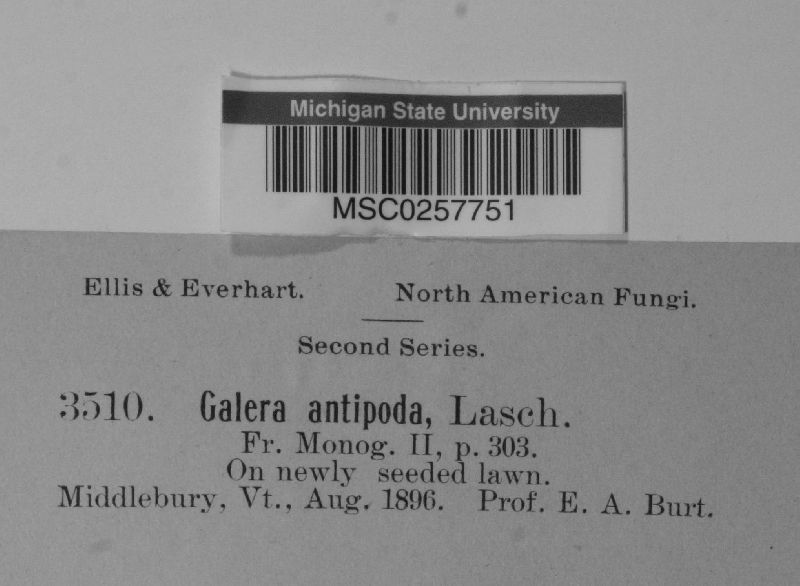 Michigan State University
MSC0257751
Ellis & Everhart. North American Fungi.
Second Series.
3510. Galera antipoda, Lasch.
Fr. Monog. II, p. 303.
On newly seeded lawn.
Middlebury, Vt., Aug. 1896. Prof. E. A. Burt.